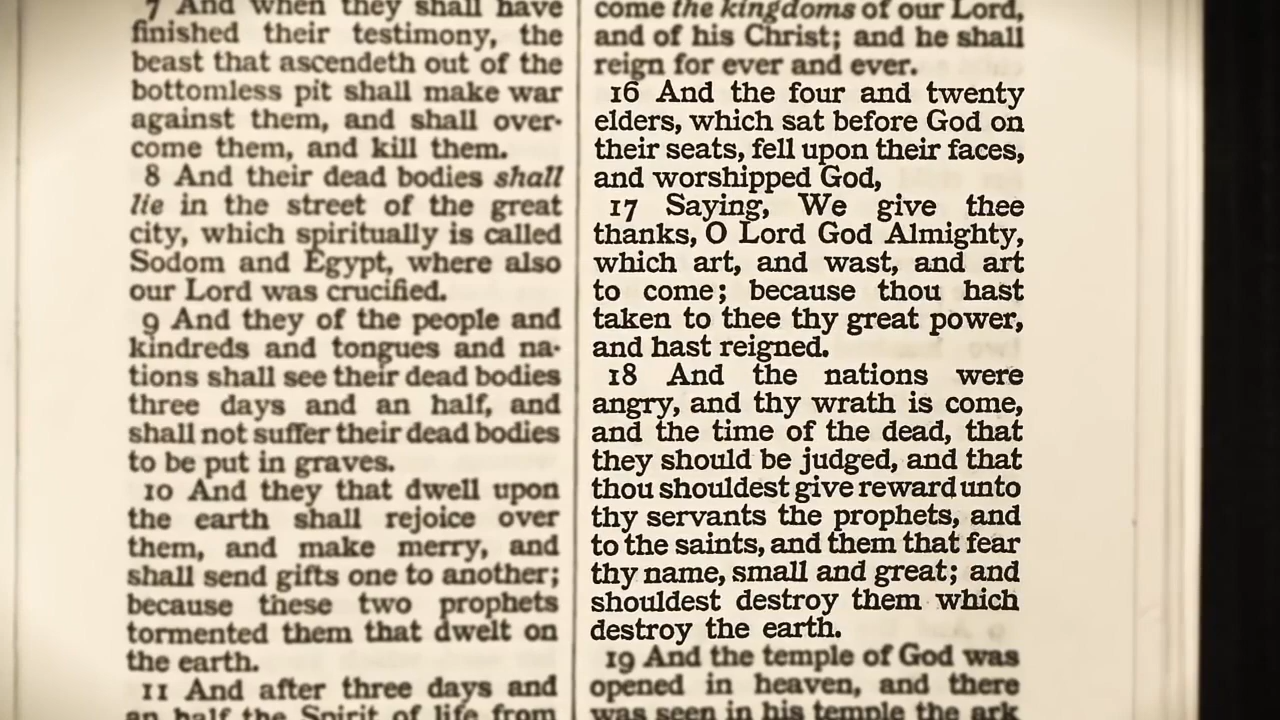 7 And when they shall have
finished their testimony, the
beast that ascendeth out of the
bottomless pit shall make war
against them, and shall over-
come them, and kill them.
8 And their dead bodies shall
lie in the street of the great
city, which spiritually is called
Sodom and Egypt, where also
our Lord was crucified.
9 And they of the people and
kindreds and tongues and na-
tions shall see their dead bodies
three days and an half, and
shall not suffer their dead bodies
to be put in graves.
10 And they that dwell upon
the earth shall rejoice over
them, and make merry, and
shall send gifts one to another;
because these two prophets
tormented them that dwelt on
the earth.
11 And after three days and
an half the Spirit of life from
come the kingdoms of our Lord,
and of his Christ; and he shall
reign for ever and ever.
16 And the four and twenty
elders, which sat before God on
their seats, fell upon their faces,
and worshipped God,
17 Saying, We give thee
thanks, O Lord God Almighty,
which art, and wast, and art
to come; because thou hast
taken to thee thy great power,
and hast reigned.
18 And the nations were
angry, and thy wrath is come,
and the time of the dead, that
they should be judged, and that
thou shouldest give reward unto
thy servants the prophets, and
to the saints, and them that fear
thy name, small and great; and
shouldest destroy them which
destroy the earth.
19 And the temple of God was
opened in heaven, and there
was seen in his temple the ark